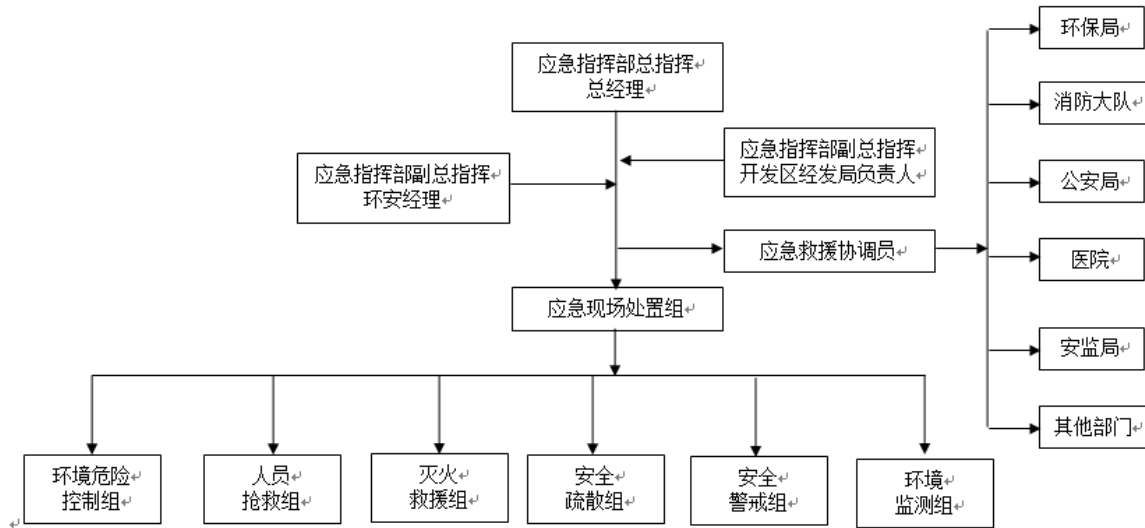 环保局
应急指挥部总指挥
总经理
消防大队
应急指挥部副总指挥
开发区经发局负责人
应急指挥部副总指挥
环安经理
公安局
应急救援协调员
医院
应急现场处置组
安监局
其他部门
环境危险
控制组
人员
抢救组
灭火
救援组
安全
疏散组
安全
警戒组
环境
监测组